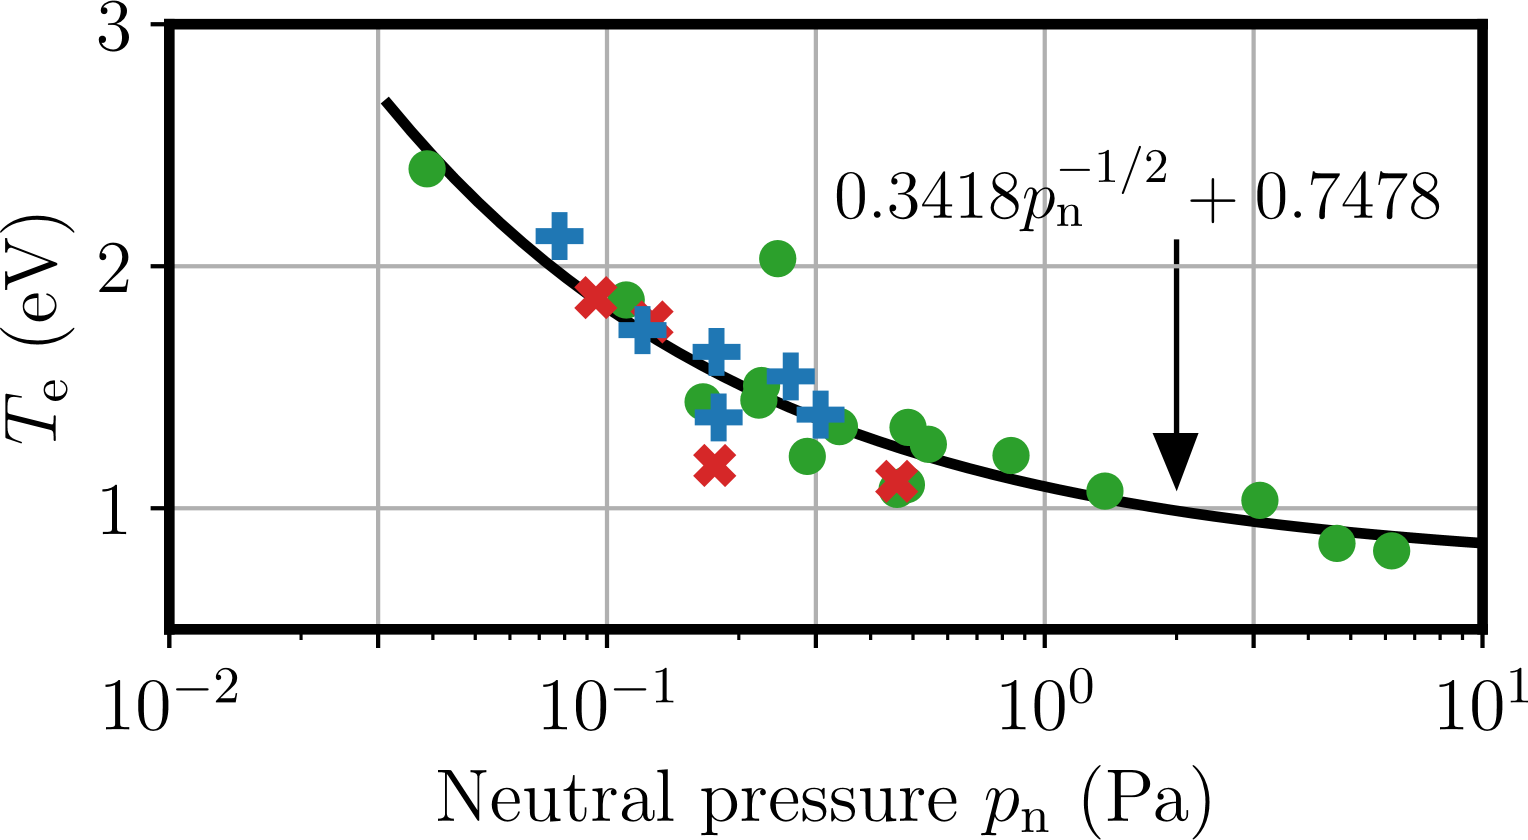 3
2
1
T_e (eV)
0.3418p_n^{-1/2} + 0.7478
10^{-2}
10^{-1}
10^0
10^1
Neutral pressure p_n (Pa)